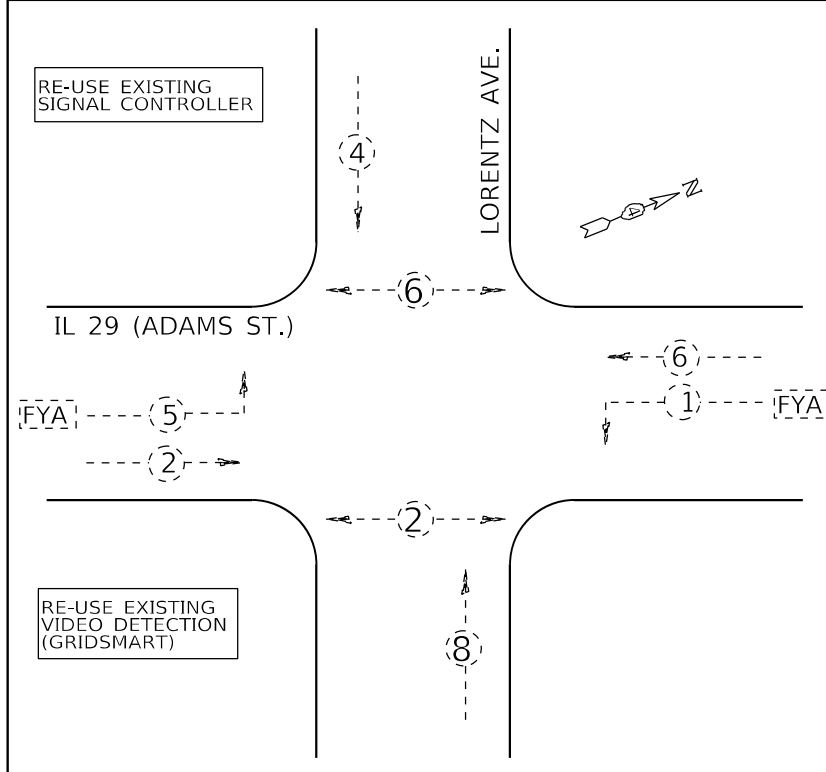 RE-USE EXISTING
SIGNAL CONTROLLER
LORENTZ AVE.
4
N
6
IL 29 (ADAMS ST.)
6
FYA
5
1
FYA
2
2
RE-USE EXISTING
VIDEO DETECTION
(GRIDSMART)
8